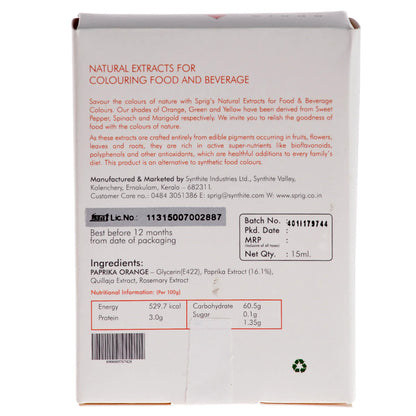 NATURAL EXTRACTS FOR
COLOURING FOOD AND BEVERAGE
Savour the colours of nature with Sprig's Natural Extracts for Food & Beverage
Colours. Our shades of Orange, Green and Yellow have been derived from Sweet
Pepper, Spinach and Marigold respectively. We invite you to relish the goodness of
food with the colours of nature.
As these extracts are crafted entirely from edible pigments occurring in fruits, flowers,
leaves and roots, they are rich in active super-nutrients like bioflavonoids,
polyphenols and other antioxidants, which are healthful additions to every family's
diet. This product is an alternative to synthetic food colours.
Manufactured & Marketed by Synthite Industries Ltd., Synthite Valley,
Kolenchery, Ernakulam, Kerala – 682311.
Customer Care no.: 0484 3051386 E-mail: sprig@synthite.com www.sprig.co.in
fssai Lic.No.: 11315007002887
Best before 12 months
from date of packaging
Batch No. 401I179744
Pkd. Date :
MRP :
(inclusive of all taxes)
Net Qty. : 15ml.
Ingredients:
PAPRIKA ORANGE – Glycerin(E422), Paprika Extract (16.1%),
Quillaja Extract, Rosemary Extract
Nutritional Information: (Per 100g)
Energy 529.7 kcal
Protein 3.0g
Carbohydrate 60.5g
Sugar 0.1g
1.35g